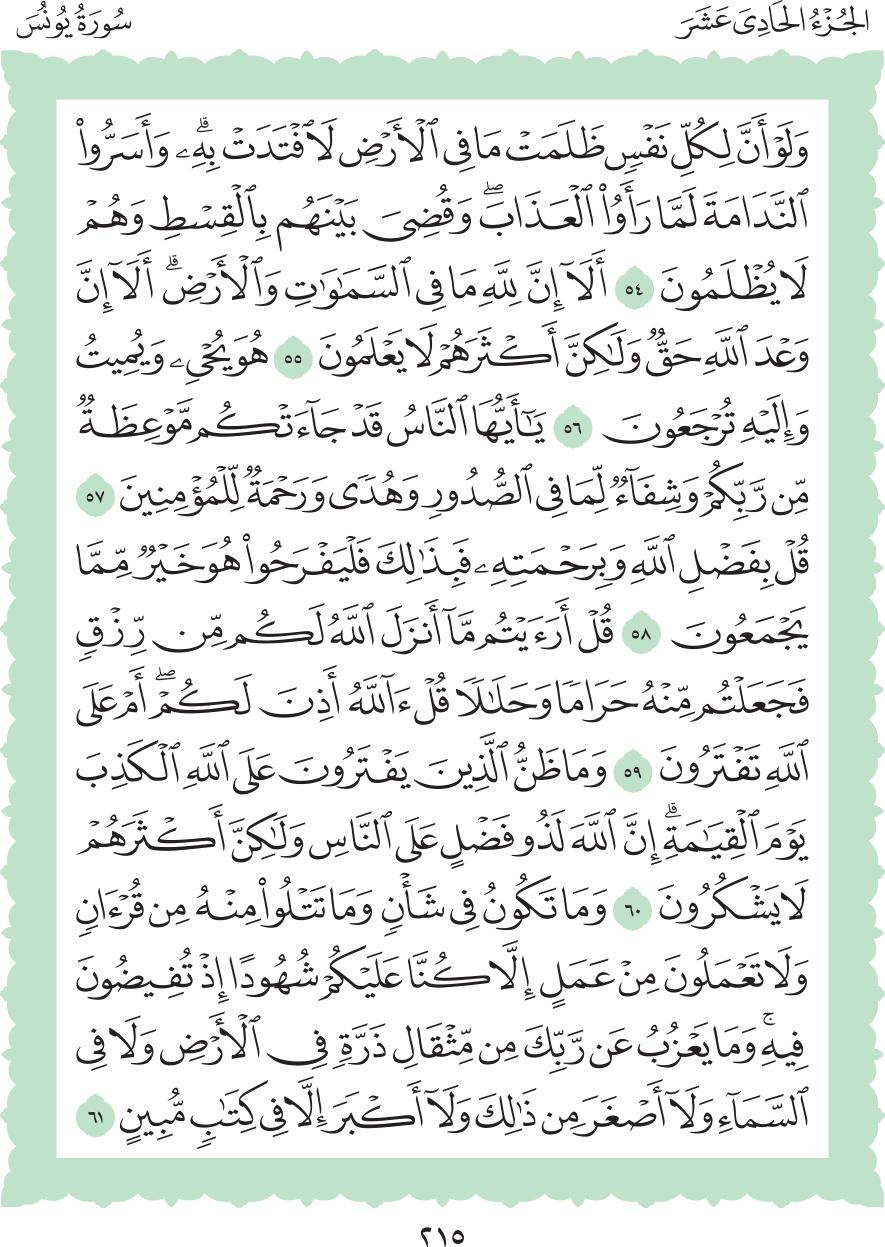 الجُزْءُ الحَادِىَ عَشَرَ
سُورَةُ يُونُسَ
وَلَوۡ أَنَّ لِكُلِّ نَفۡسٖ ظَلَمَتۡ مَا فِي ٱلۡأَرۡضِ لَٱفۡتَدَتۡ بِهِۦۗ وَأَسَرُّواْ
ٱلنَّدَامَةَ لَمَّا رَأَوُاْ ٱلۡعَذَابَۖ وَقُضِيَ بَيۡنَهُم بِٱلۡقِسۡطِ وَهُمۡ
لَا يُظۡلَمُونَ ٥٤ أَلَآ إِنَّ لِلَّهِ مَا فِي ٱلسَّمَٰوَٰتِ وَٱلۡأَرۡضِۗ أَلَآ إِنَّ
وَعۡدَ ٱللَّهِ حَقّٞ وَلَٰكِنَّ أَكۡثَرَهُمۡ لَا يَعۡلَمُونَ ٥٥ هُوَ يُحۡيِۦ وَيُمِيتُ
وَإِلَيۡهِ تُرۡجَعُونَ ٥٦ يَٰٓأَيُّهَا ٱلنَّاسُ قَدۡ جَآءَتۡكُم مَّوۡعِظَةٞ
مِّن رَّبِّكُمۡ وَشِفَآءٞ لِّمَا فِي ٱلصُّدُورِ وَهُدٗى وَرَحۡمَةٞ لِّلۡمُؤۡمِنِينَ ٥٧
قُلۡ بِفَضۡلِ ٱللَّهِ وَبِرَحۡمَتِهِۦ فَبِذَٰلِكَ فَلۡيَفۡرَحُواْ هُوَ خَيۡرٞ مِّمَّا
يَجۡمَعُونَ ٥٨ قُلۡ أَرَءَيۡتُم مَّآ أَنزَلَ ٱللَّهُ لَكُم مِّن رِّزۡقٖ
فَجَعَلۡتُم مِّنۡهُ حَرَامٗا وَحَلَٰلٗا قُلۡ ءَآللَّهُ أَذِنَ لَكُمۡۖ أَمۡ عَلَى
ٱللَّهِ تَفۡتَرُونَ ٥٩ وَمَا ظَنُّ ٱلَّذِينَ يَفۡتَرُونَ عَلَى ٱللَّهِ ٱلۡكَذِبَ
يَوۡمَ ٱلۡقِيَٰمَةِۗ إِنَّ ٱللَّهَ لَذُو فَضۡلٍ عَلَى ٱلنَّاسِ وَلَٰكِنَّ أَكۡثَرَهُمۡ
لَا يَشۡكُرُونَ ٦٠ وَمَا تَكُونُ فِي شَأۡنٖ وَمَا تَتۡلُواْ مِنۡهُ مِن قُرۡءَانٖ
وَلَا تَعۡمَلُونَ مِنۡ عَمَلٍ إِلَّا كُنَّا عَلَيۡكُمۡ شُهُودًا إِذۡ تُفِيضُونَ
فِيهِۚ وَمَا يَعۡزُبُ عَن رَّبِّكَ مِن مِّثۡقَالِ ذَرَّةٖ فِي ٱلۡأَرۡضِ وَلَا فِي
ٱلسَّمَآءِ وَلَآ أَصۡغَرَ مِن ذَٰلِكَ وَلَآ أَكۡبَرَ إِلَّا فِي كِتَٰبٖ مُّبِينٍ ٦١
٢١٥